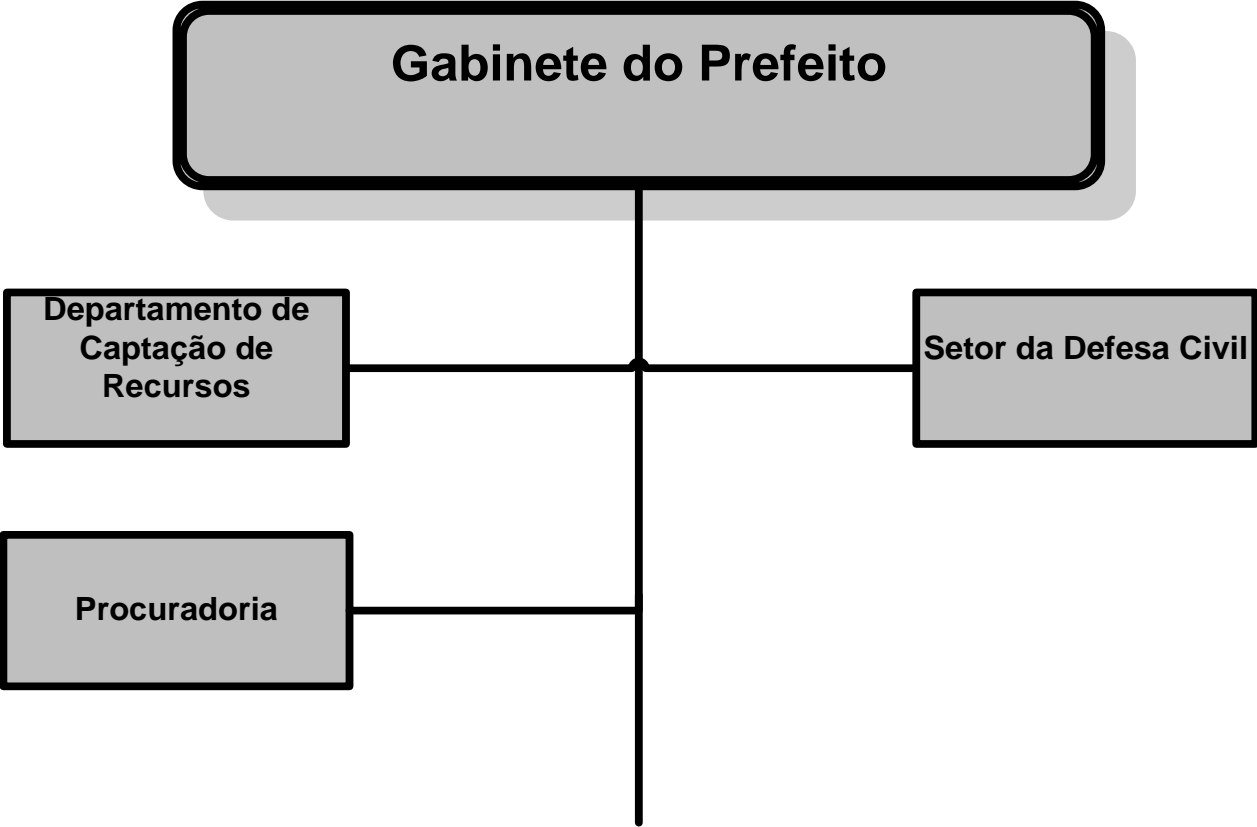 Gabinete do Prefeito
Departamento de
Captação de
Recursos
Setor da Defesa Civil
Procuradoria